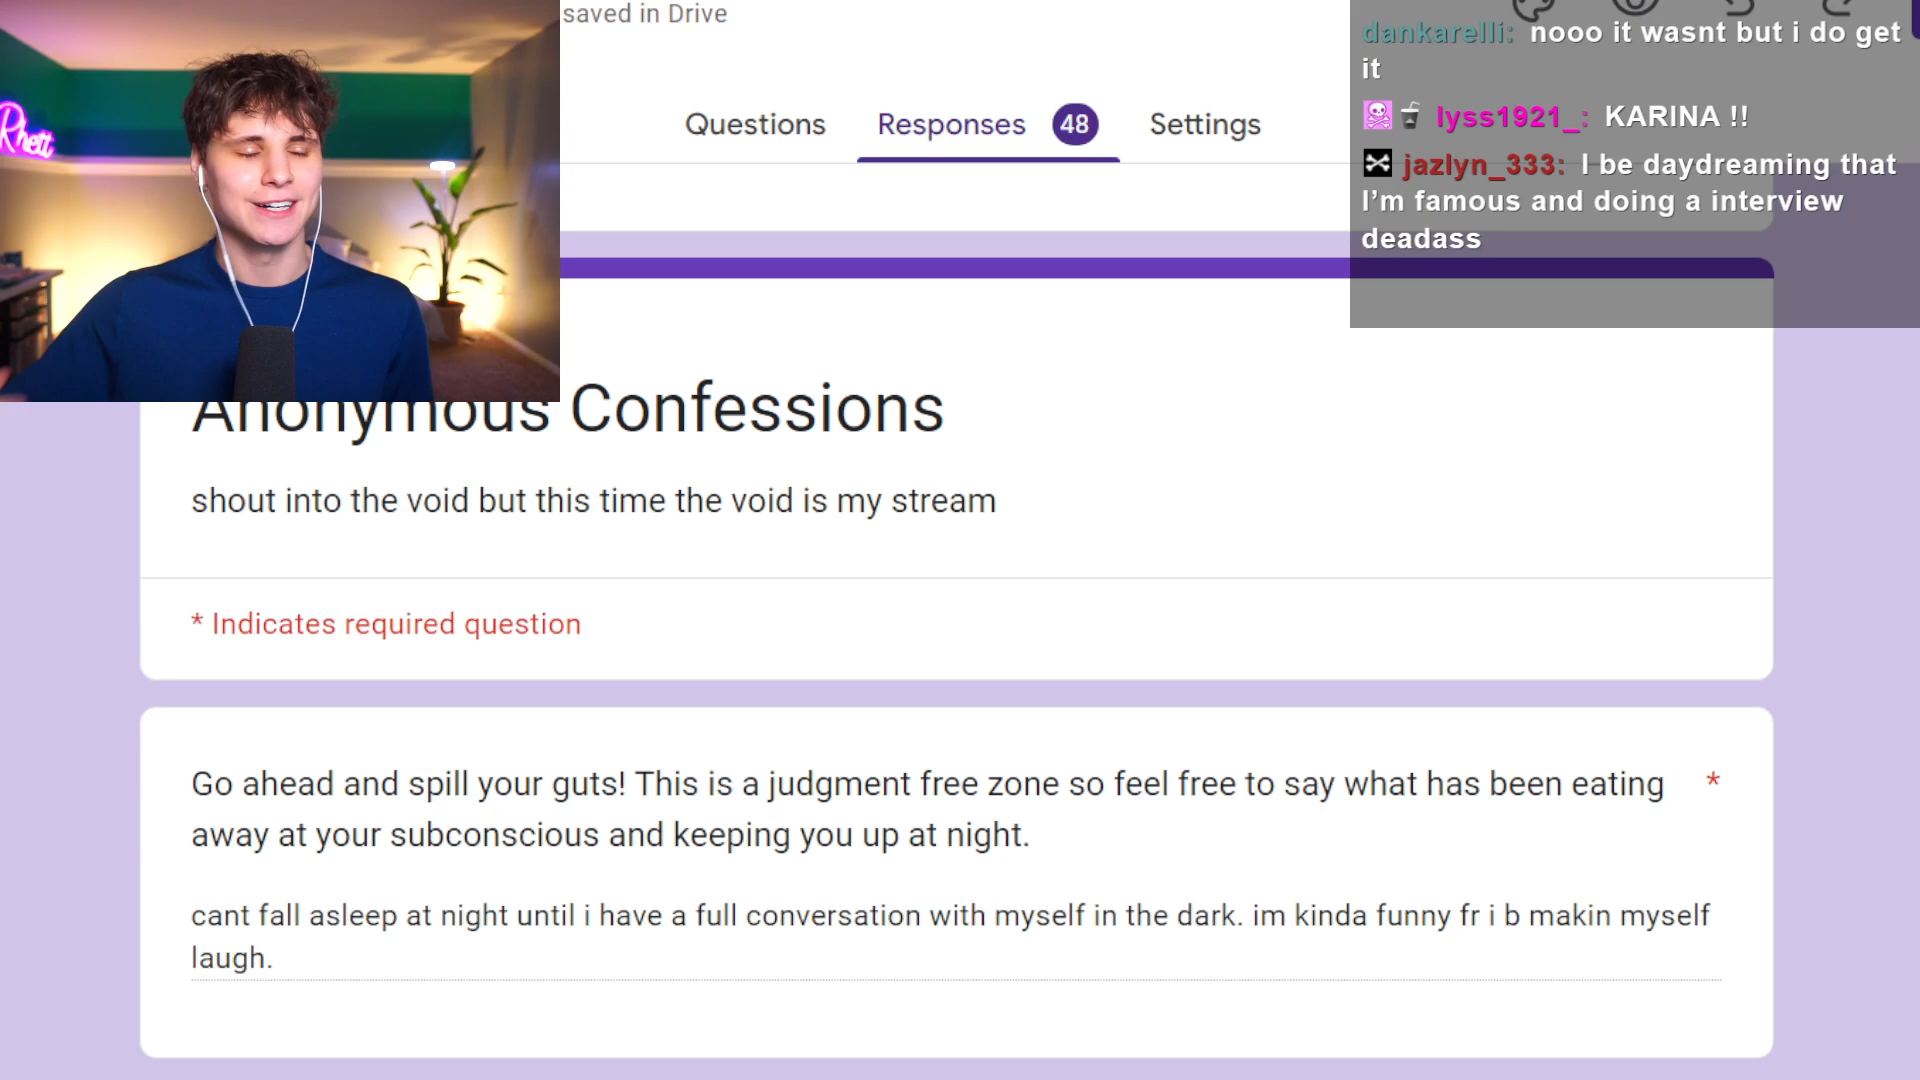 saved in Drive
Questions
Responses
48
Settings
dankarelli: nooo it wasnt but i do get
it
lyss1921_: KARINA !!
jazlyn_333: I be daydreaming that
I’m famous and doing a interview
deadass
Rhett
Anonymous Confessions
shout into the void but this time the void is my stream
* Indicates required question
Go ahead and spill your guts! This is a judgment free zone so feel free to say what has been eating *
away at your subconscious and keeping you up at night.
cant fall asleep at night until i have a full conversation with myself in the dark. im kinda funny fr i b makin myself
laugh.